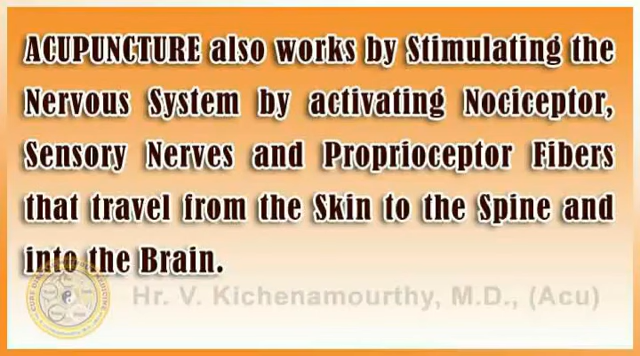 ACUPUNCTURE also works by Stimulating the
Nervous System by activating Nociceptor,
Sensory Nerves and Proprioceptor Fibers
that travel from the Skin to the Spine and
into the Brain.
Hr. V. Kichenamourthy, M.D., (Acu)